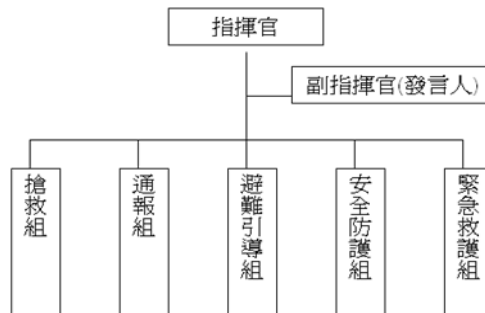 指揮官
副指揮官(發言人)
搶救組
通報組
避難引導組
安全防護組
緊急救護組